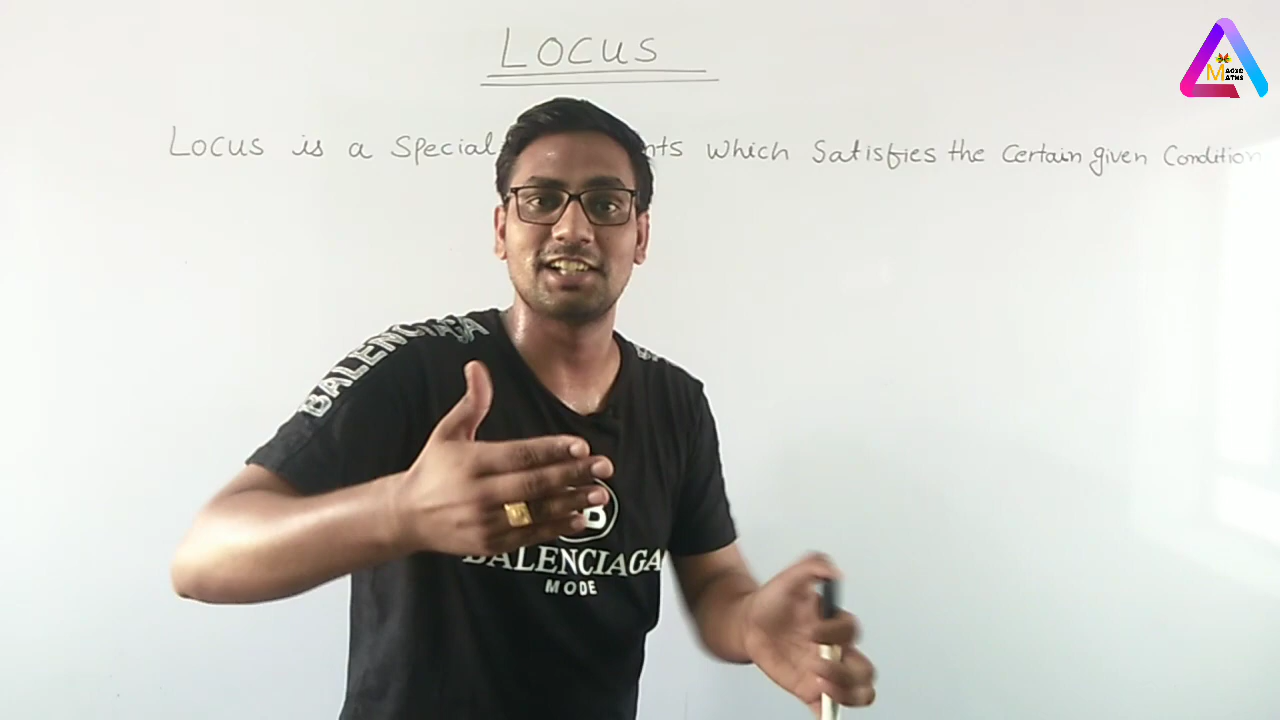 LOCUS
MAGIC
MATHS
Locus is a Special nts which Satisfies the Certain given Condition
BALENCIAGA
B
BALENCIAGA
MODE